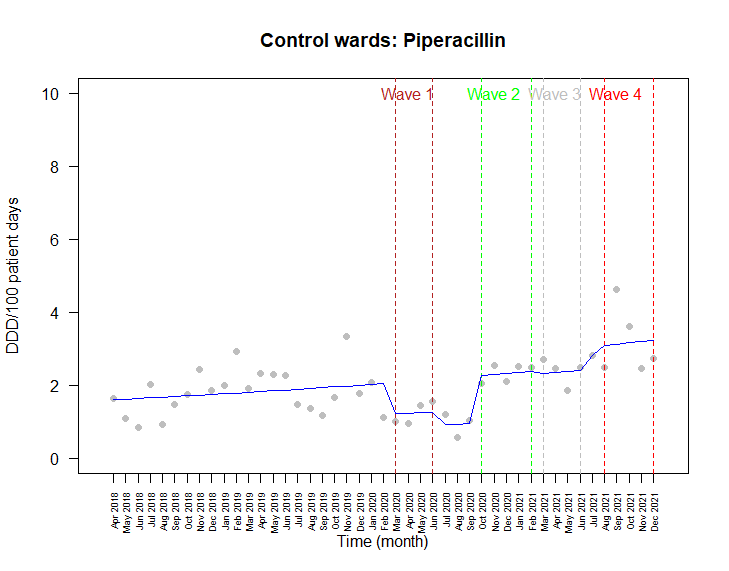 Control wards: Piperacillin
DDD/100 patient days
10
8
6
4
2
0
Wave 1
Wave 2
Wave 3
Wave 4
Apr 2018
May 2018
Jun 2018
Jul 2018
Aug 2018
Sep 2018
Oct 2018
Nov 2018
Dec 2018
Jan 2019
Feb 2019
Mar 2019
Apr 2019
May 2019
Jun 2019
Jul 2019
Aug 2019
Sep 2019
Oct 2019
Nov 2019
Dec 2019
Jan 2020
Feb 2020
Mar 2020
Apr 2020
May 2020
Jun 2020
Jul 2020
Aug 2020
Sep 2020
Oct 2020
Nov 2020
Dec 2020
Jan 2021
Feb 2021
Mar 2021
Apr 2021
May 2021
Jun 2021
Jul 2021
Aug 2021
Sep 2021
Oct 2021
Nov 2021
Dec 2021
Time (month)